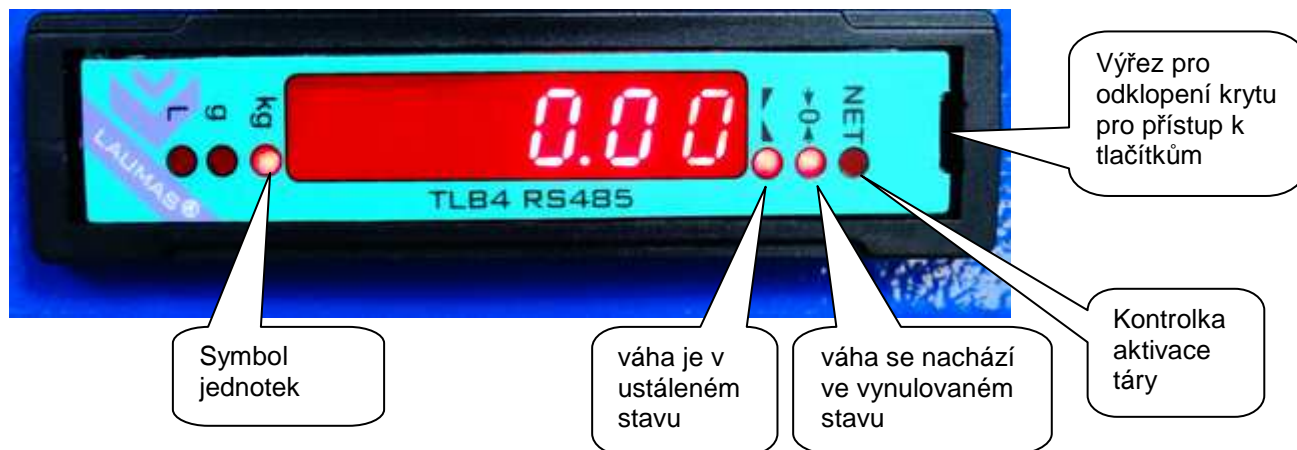 L
g
kg
0.00
→0←
NET
LAUMAS®
TLB4 RS485
Výřez pro
odklopení krytu
pro přístup k
tlačítkům
Symbol
jednotek
váha je v
ustáleném
stavu
váha se nachází
ve vynulovaném
stavu
Kontrolka
aktivace
táry